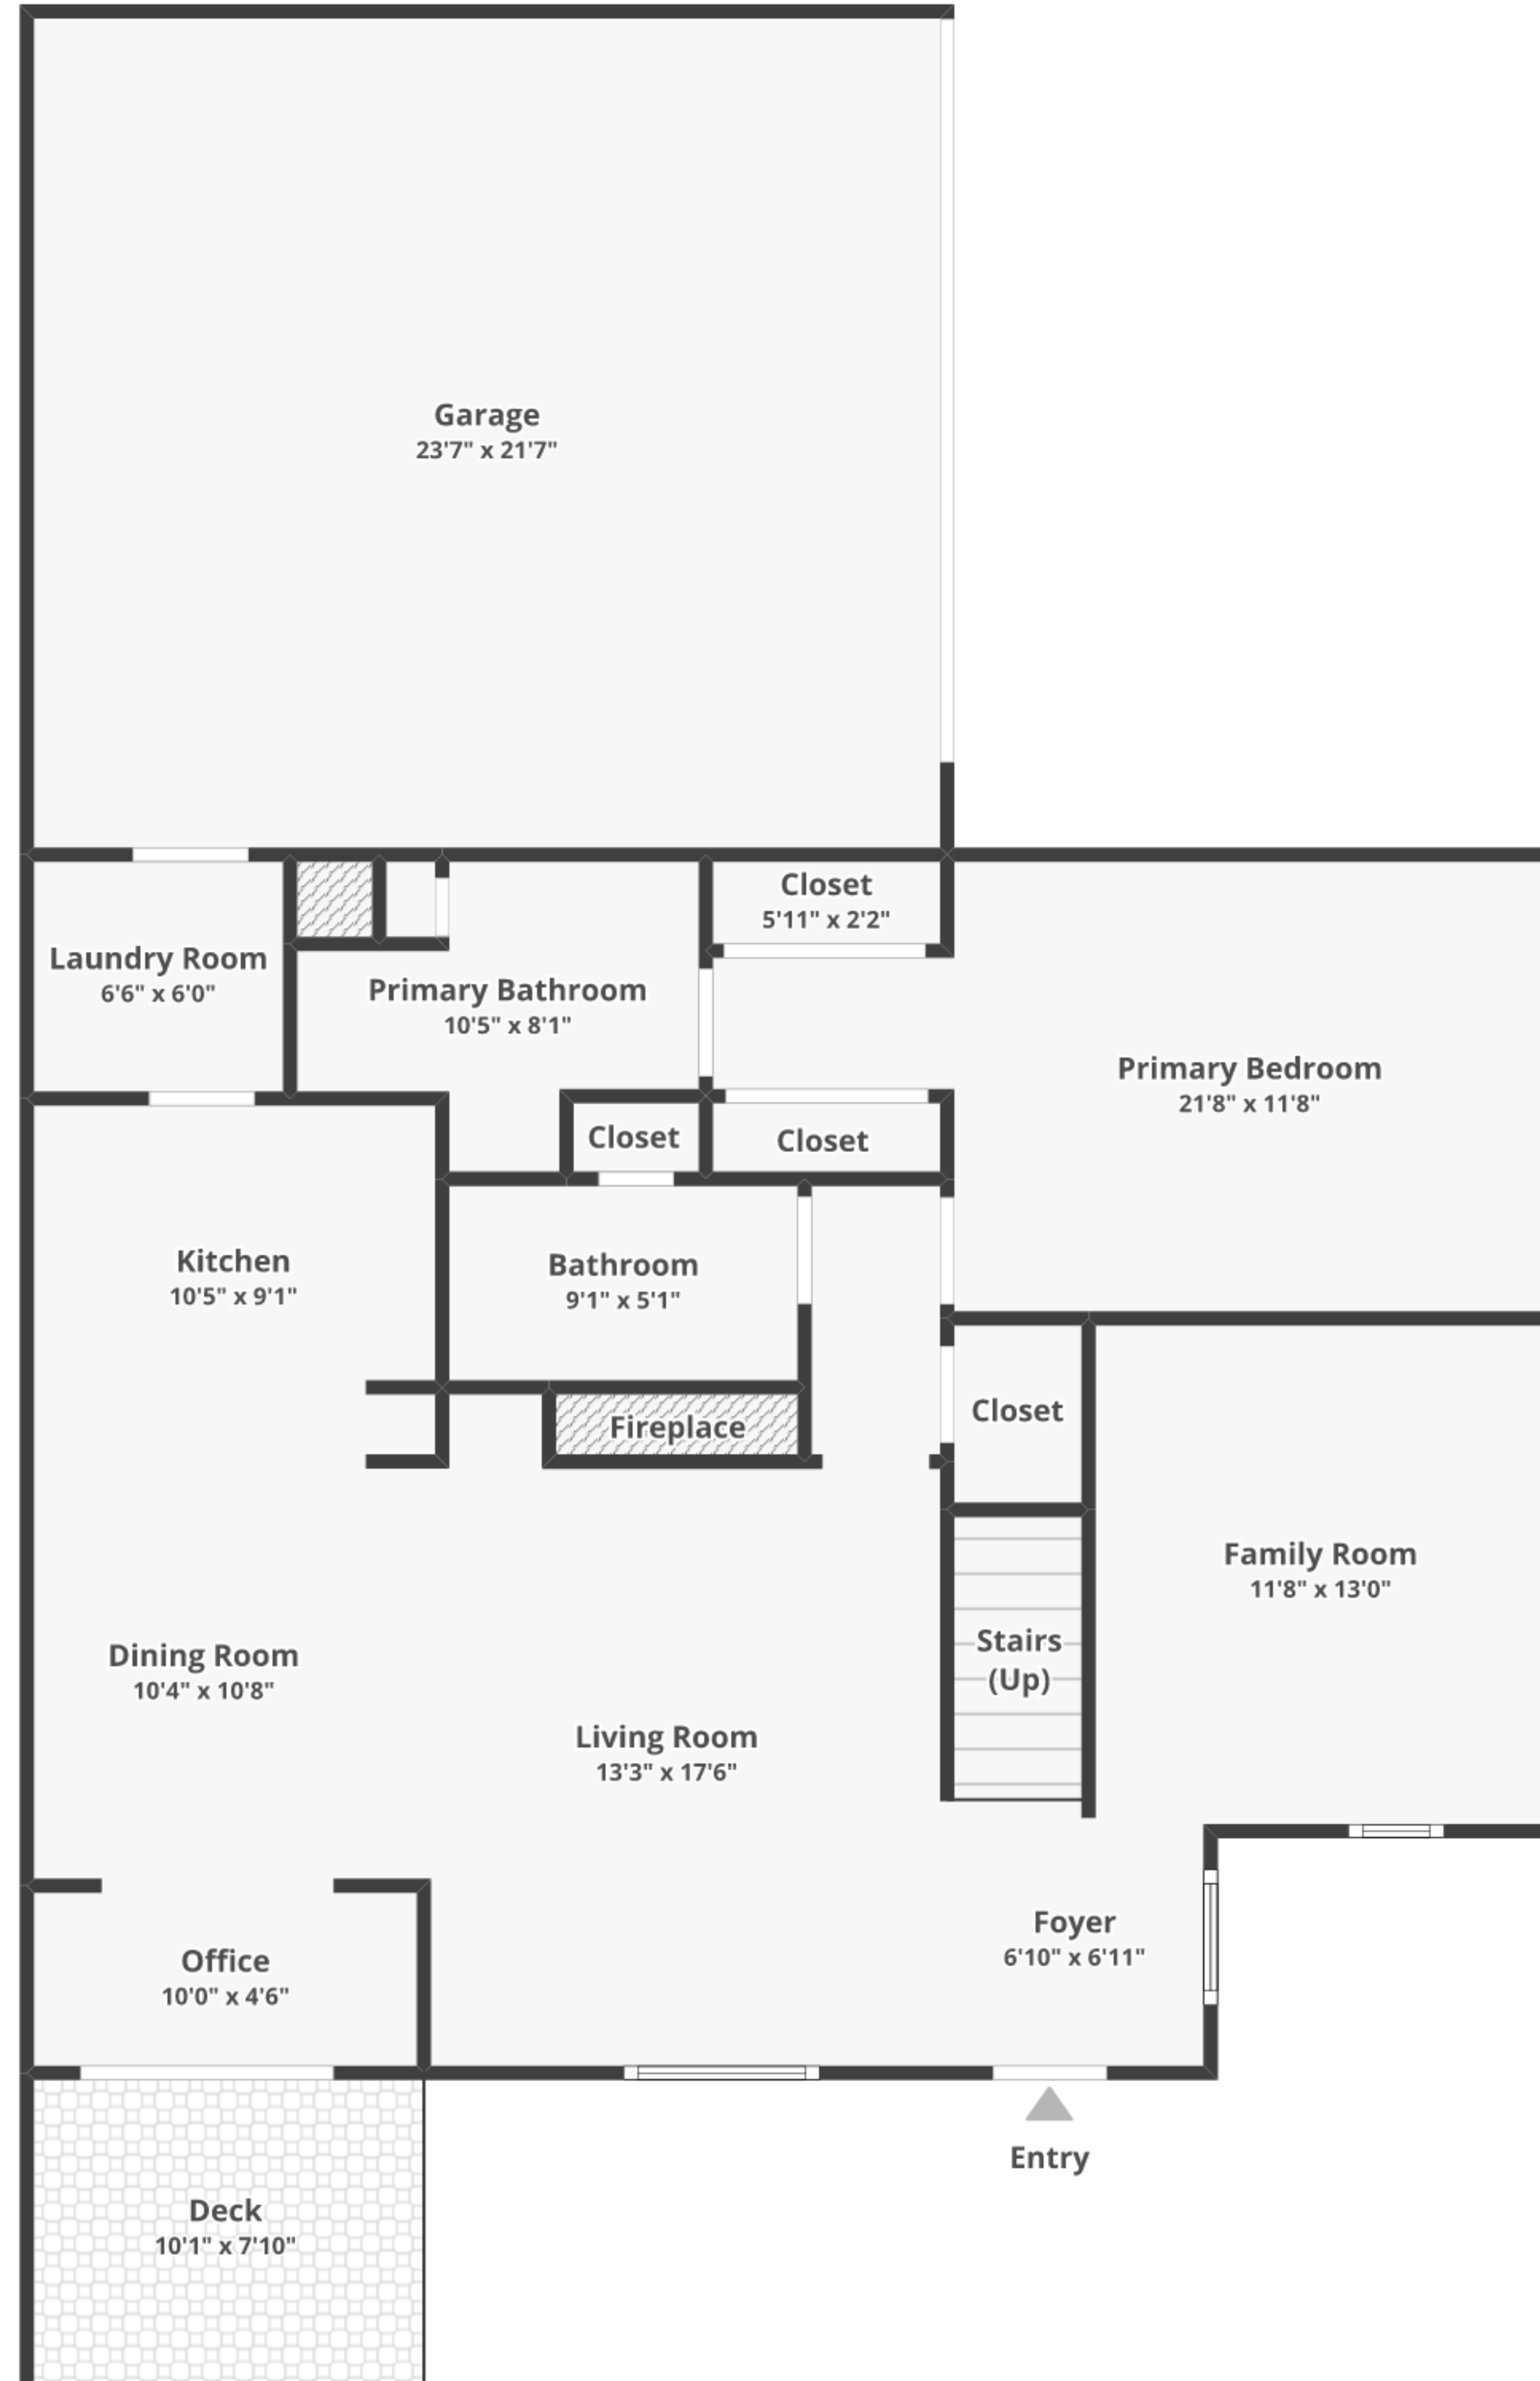 Garage
23'7" x 21'7"
Closet
5'11" x 2'2"
Laundry Room
6'6" x 6'0"
Primary Bathroom
10'5" x 8'1"
Primary Bedroom
21'8" x 11'8"
Closet
Closet
Kitchen
10'5" x 9'1"
Bathroom
9'1" x 5'1"
Closet
Fireplace
Family Room
11'8" x 13'0"
Stairs
(Up)
Dining Room
10'4" x 10'8"
Living Room
13'3" x 17'6"
Foyer
6'10" x 6'11"
Office
10'0" x 4'6"
Entry
Deck
10'1" x 7'10"